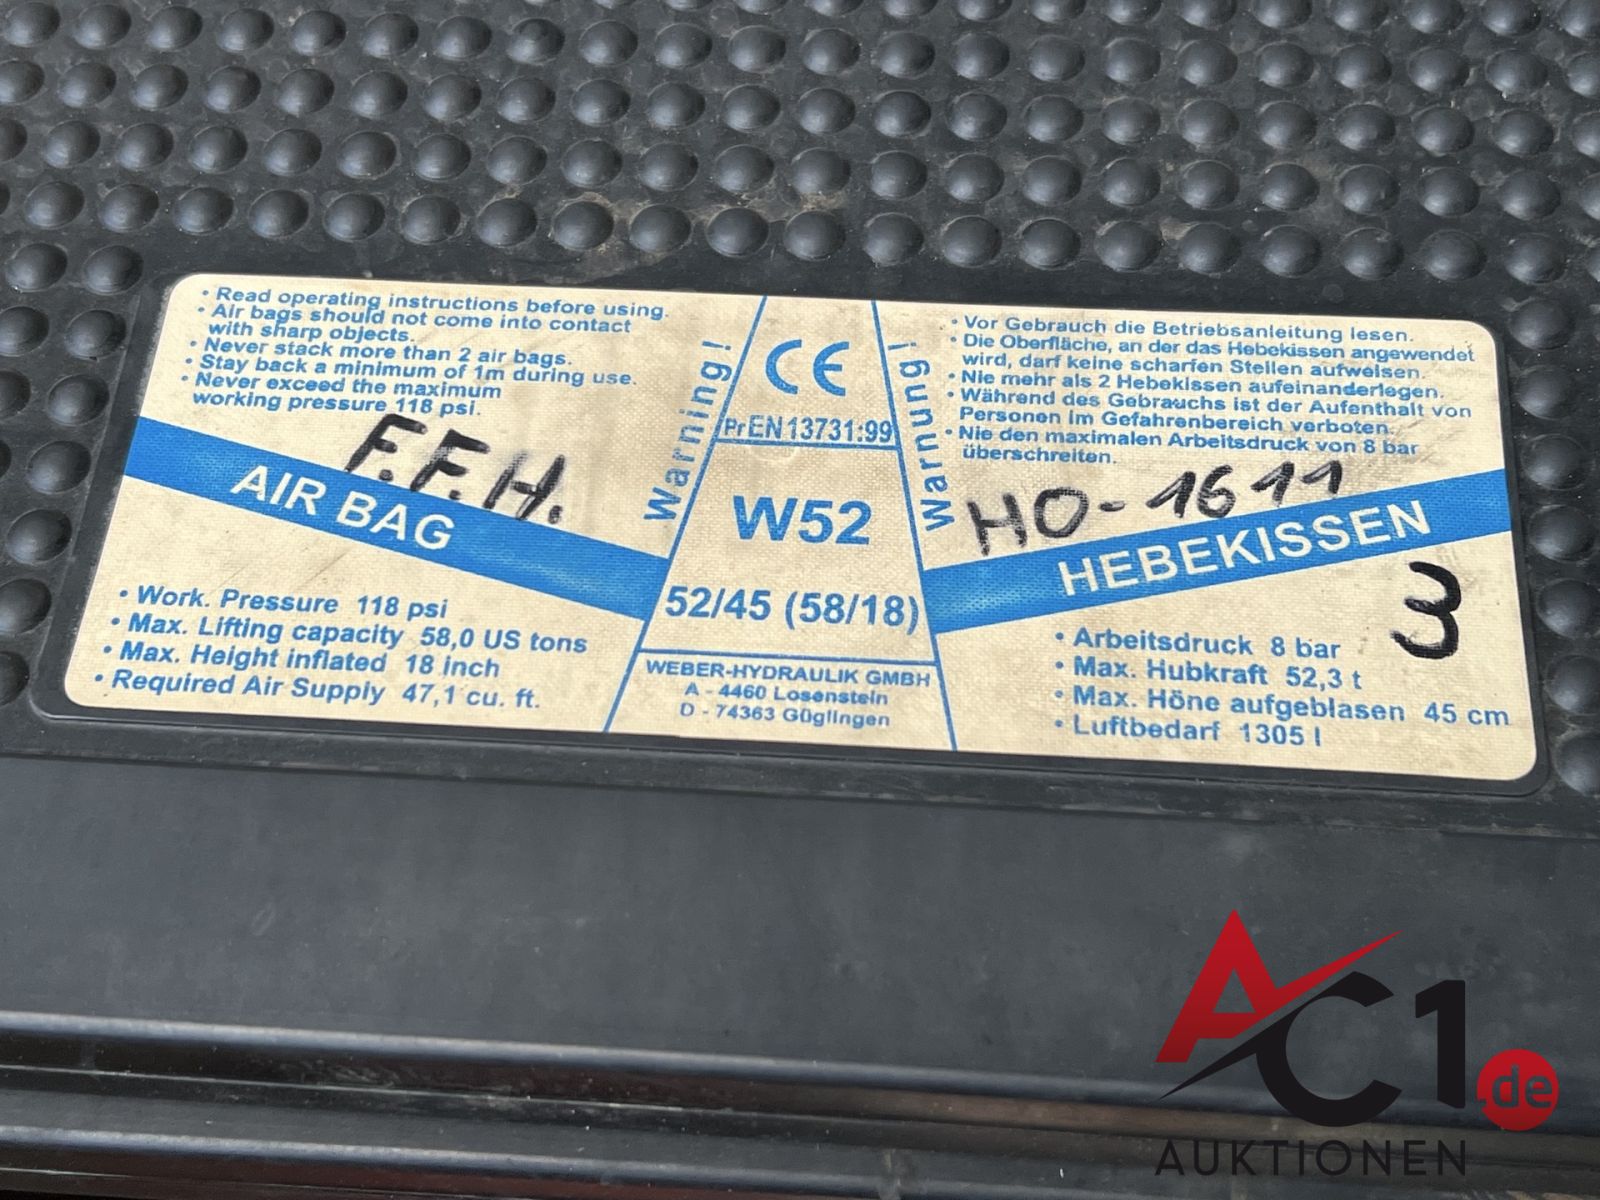 • Read operating instructions before using.
• Air bags should not come into contact
with sharp objects.
• Never stack more than 2 air bags.
• Stay back a minimum of 1m during use.
• Never exceed the maximum
working pressure 118 psi.
F.F.H.
AIR BAG
• Work. Pressure 118 psi
• Max. Lifting capacity 58,0 US tons
• Max. Height inflated 18 inch
• Required Air Supply 47,1 cu. ft.
Warning!
CE
PrEN13731:99
W52
52/45 (58/18)
WEBER-HYDRAULIK GMBH
A - 4460 Losenstein
D - 74363 Güglingen
Warnung!
• Vor Gebrauch die Betriebsanleitung lesen.
• Die Oberfläche, an der das Hebekissen angewendet
wird, darf keine scharfen Stellen aufweisen.
• Nie mehr als 2 Hebekissen aufeinanderlegen.
• Während des Gebrauchs ist der Aufenthalt von
Personen im Gefahrenbereich verboten.
• Nie den maximalen Arbeitsdruck von 8 bar
überschreiten.
HO-1611
HEBEKISSEN
3
• Arbeitsdruck 8 bar
• Max. Hubkraft 52,3 t
• Max. Höne aufgeblasen 45 cm
• Luftbedarf 1305 l
AC1.de
AUKTIONEN